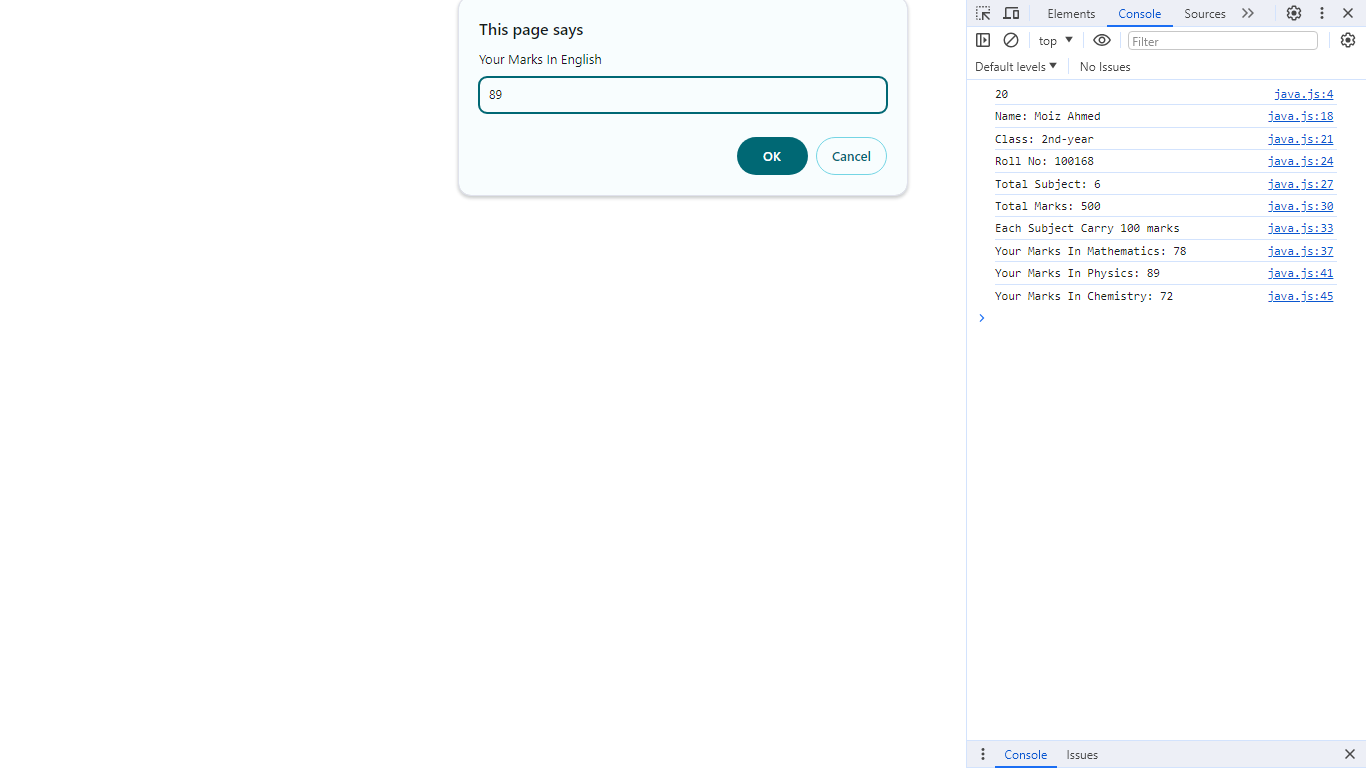 This page says
Your Marks In English
89
OK Cancel
Elements Console Sources
top Filter
Default levels No Issues
20 java.js:4
Name: Moiz Ahmed java.js:18
Class: 2nd-year java.js:21
Roll No: 100168 java.js:24
Total Subject: 6 java.js:27
Total Marks: 500 java.js:30
Each Subject Carry 100 marks java.js:33
Your Marks In Mathematics: 78 java.js:37
Your Marks In Physics: 89 java.js:41
Your Marks In Chemistry: 72 java.js:45
Console Issues